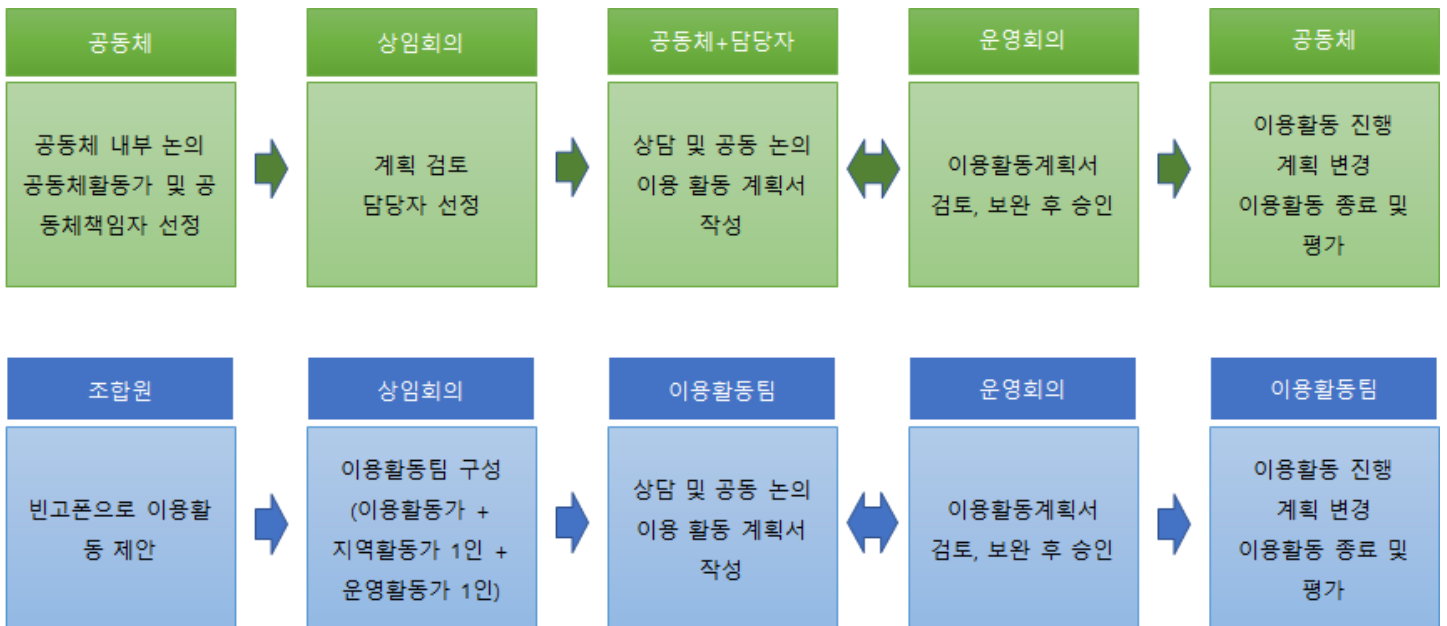 공동체
공동체 내부 논의
공동체활동가 및 공
동체책임자 선정
상임회의
계획 검토
담당자 선정
공동체+담당자
상담 및 공동 논의
이용 활동 계획서
작성
운영회의
이용활동계획서
검토, 보완 후 승인
공동체
이용활동 진행
계획 변경
이용활동 종료 및
평가
조합원
빈고폰으로 이용활
동 제안
상임회의
이용활동팀 구성
(이용활동가 +
지역활동가 1인 +
운영활동가 1인)
이용활동팀
상담 및 공동 논의
이용 활동 계획서
작성
운영회의
이용활동계획서
검토, 보완 후 승인
이용활동팀
이용활동 진행
계획 변경
이용활동 종료 및
평가